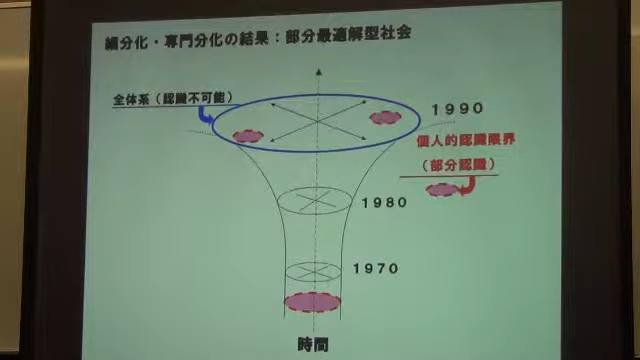 細分化・専門分化の結果：部分最適解型社会
全体系（認識不可能）
1990
個人的認識限界
（部分認識）
1980
1970
時間